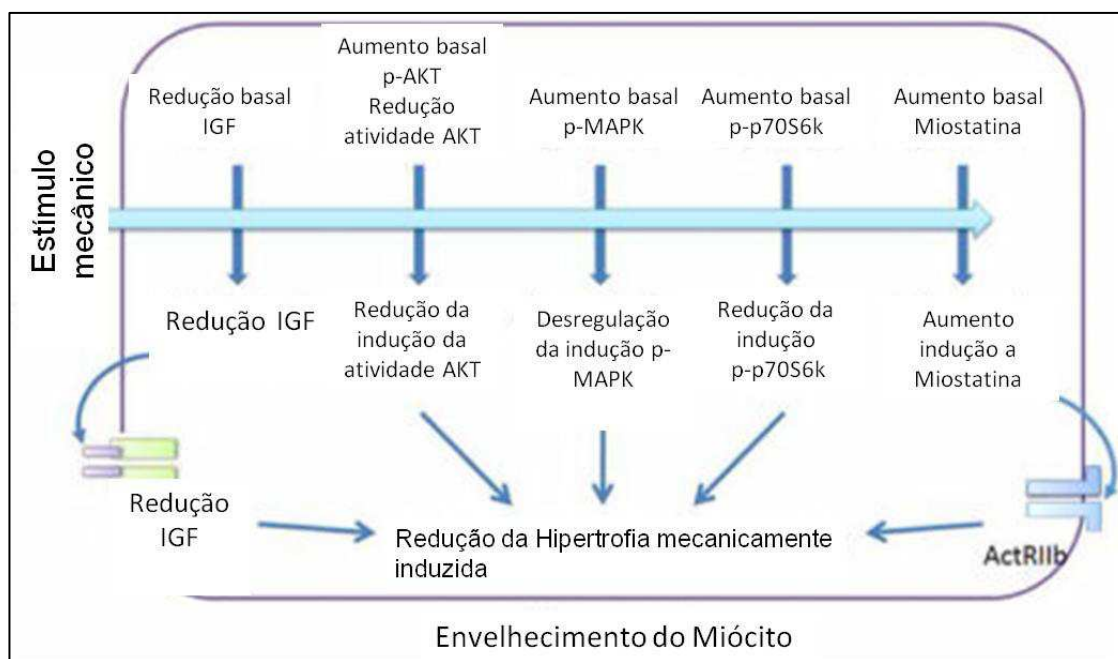 Estímulo
mecânico
Redução basal
IGF
Aumento basal
p-AKT
Redução
atividade AKT
Aumento basal
p-MAPK
Aumento basal
p-p70S6k
Aumento basal
Miostatina
Redução IGF
Redução da
indução da
atividade AKT
Desregulação
da indução p-
MAPK
Redução da
indução
p-p70S6k
Aumento
indução a
Miostatina
Redução
IGF
Redução da Hipertrofia mecanicamente
induzida
ActRIIb
Envelhecimento do Miócito